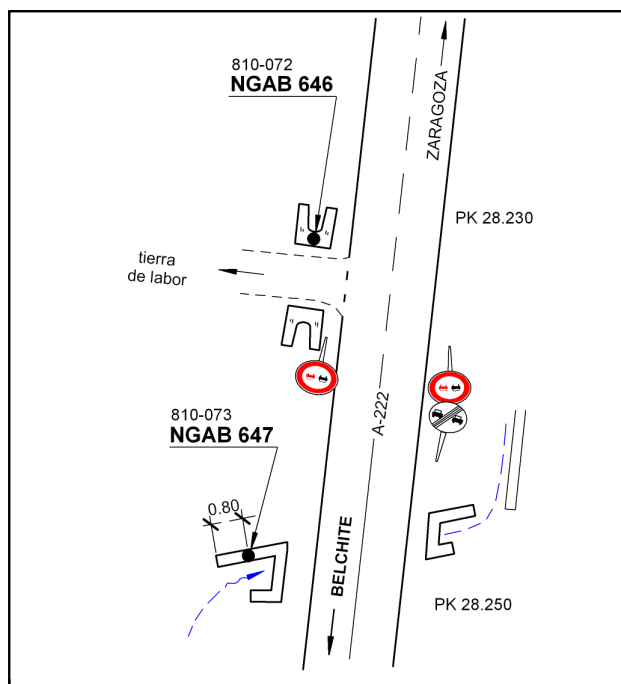 810-072
NGAB 646
ZARAGOZA
PK 28.230
tierra
de labor
A-222
810-073
NGAB 647
0.80
BELCHITE
PK 28.250